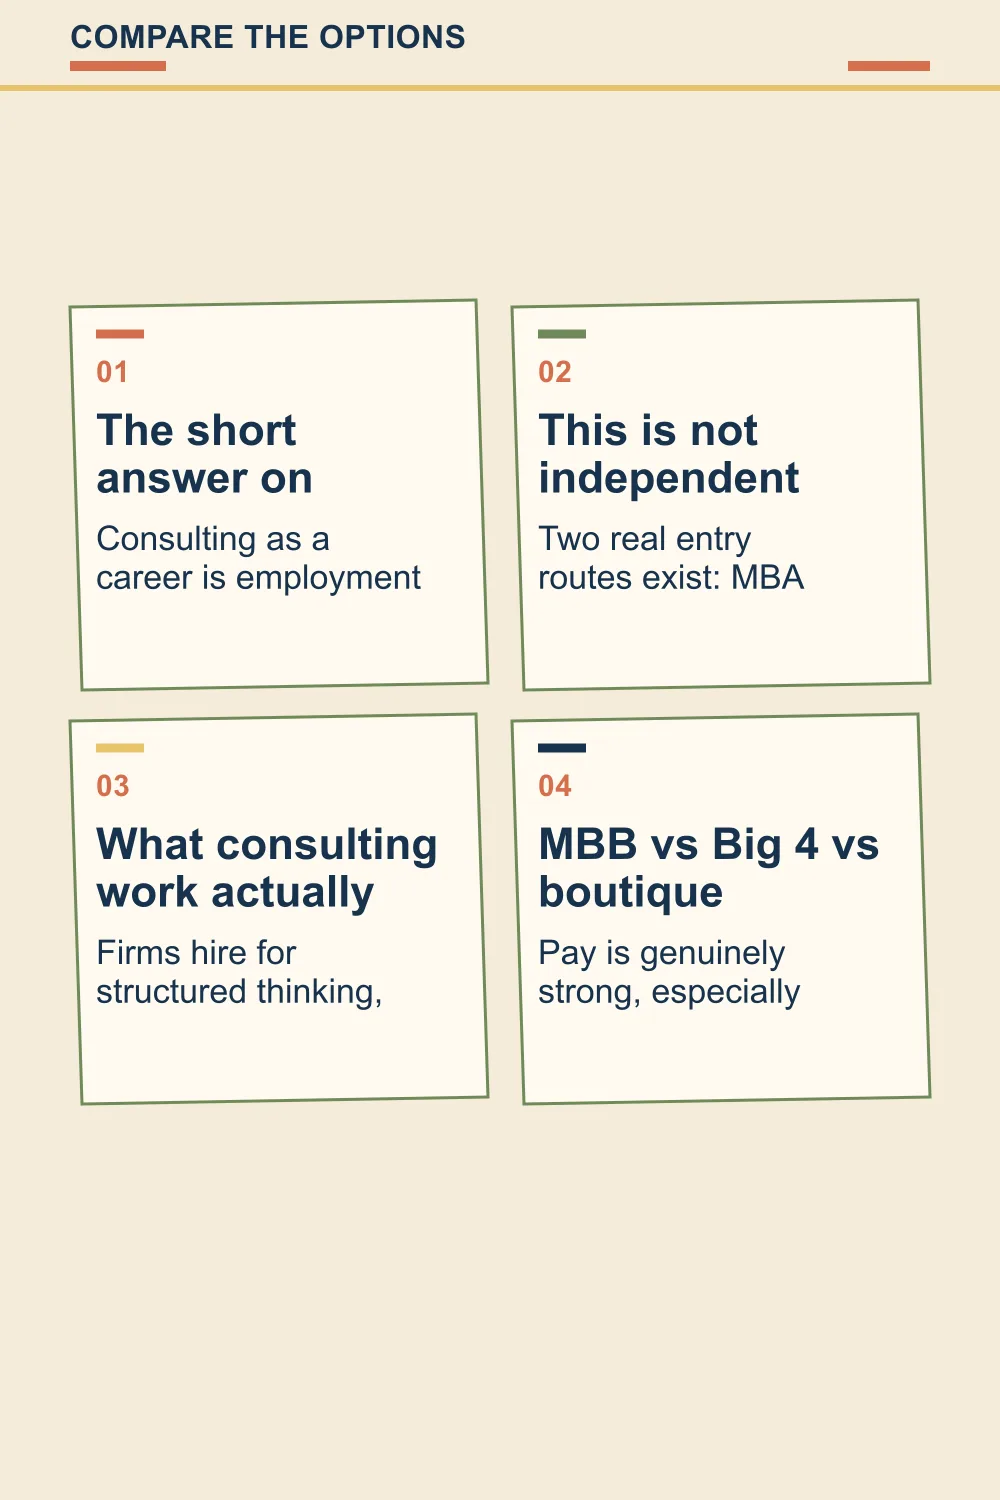 COMPARE THE OPTIONS
01
The short
answer on
Consulting as a
career is employment
02
This is not
independent
Two real entry
routes exist: MBA
03
What consulting
work actually
Firms hire for
structured thinking,
04
MBB vs Big 4 vs
boutique
Pay is genuinely
strong, especially